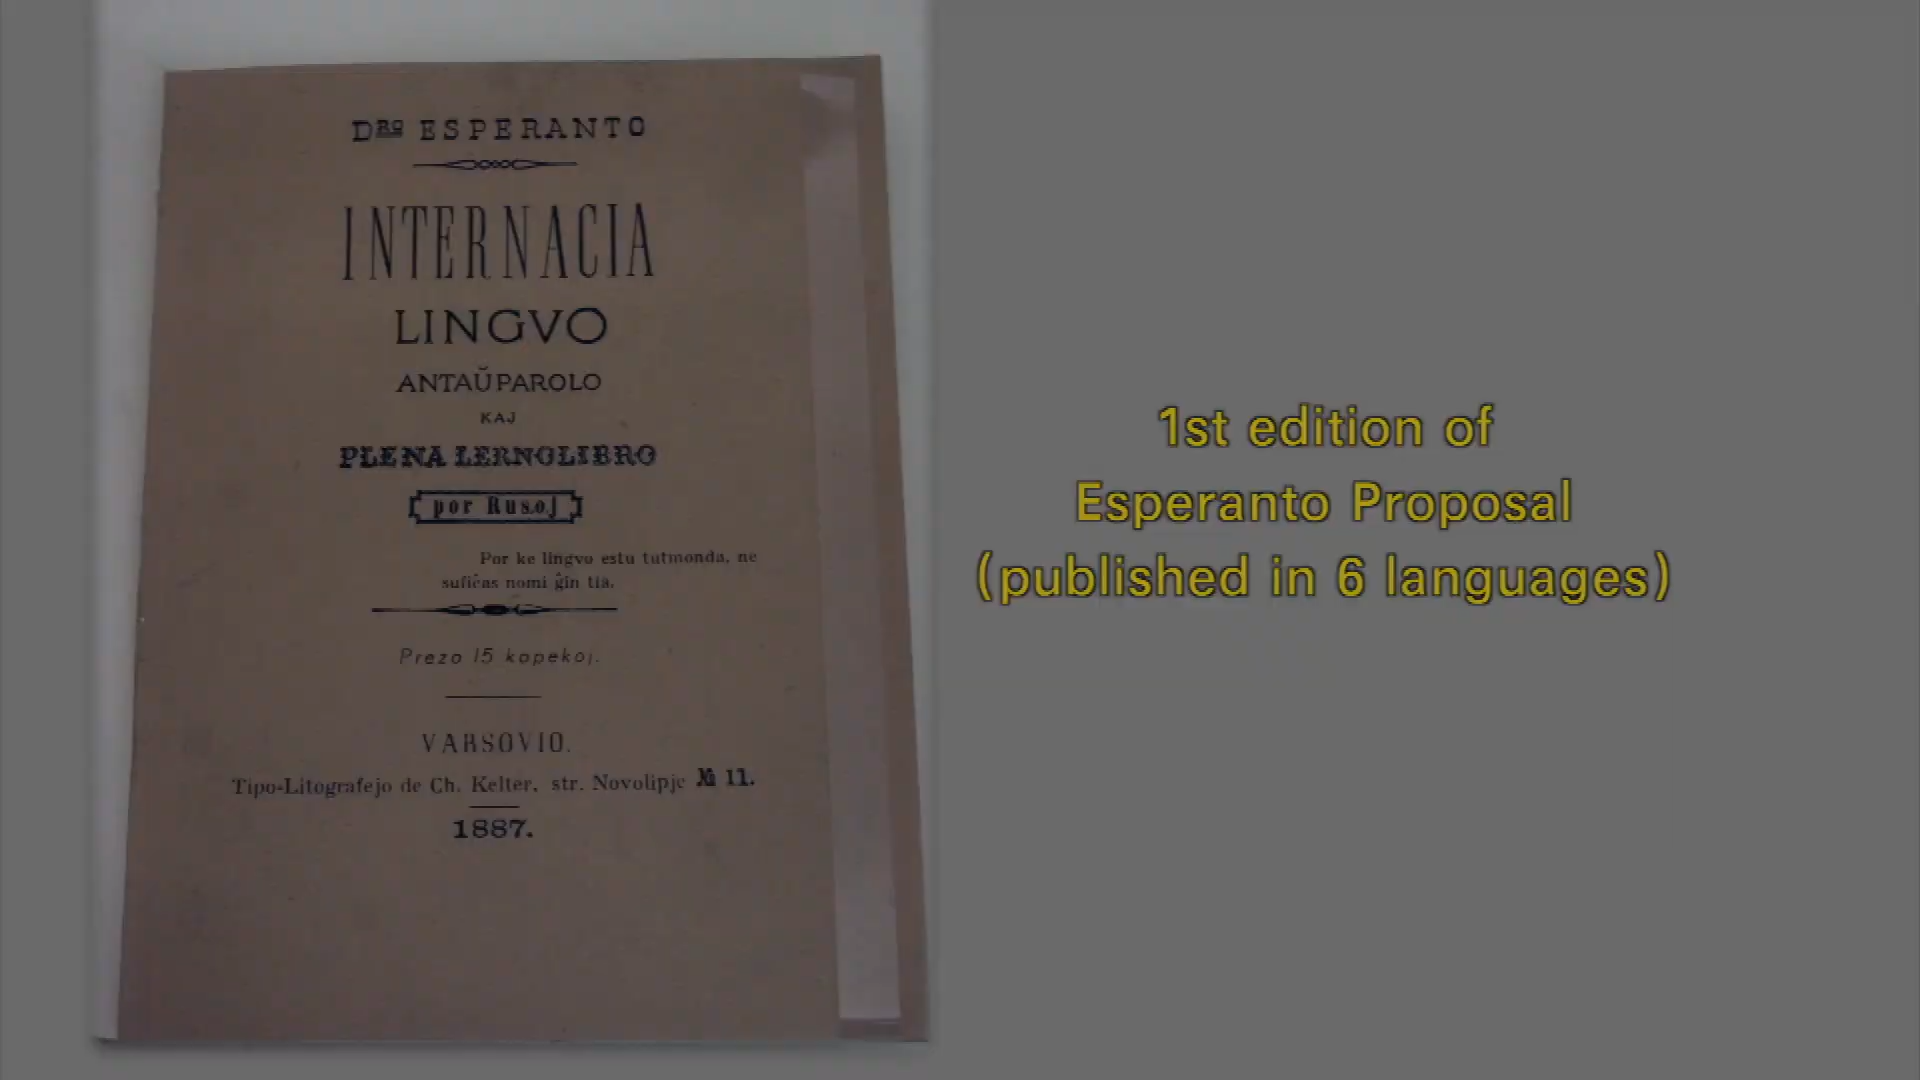 DRO ESPERANTO
INTERNACIA
LINGVO
ANTAŬPAROLO
KAJ
PLENA LERNOLIBRO
por Rusoj
Por ke lingvo estu tutmonda, ne
sufiĉas nomi ĝin tia.
Prezo 15 kopekoj.
VARSOVIO.
Tipo-Litografejo de Ch. Kelter, str. Novolipje № 11.
1887.
1st edition of
Esperanto Proposal
(published in 6 languages)